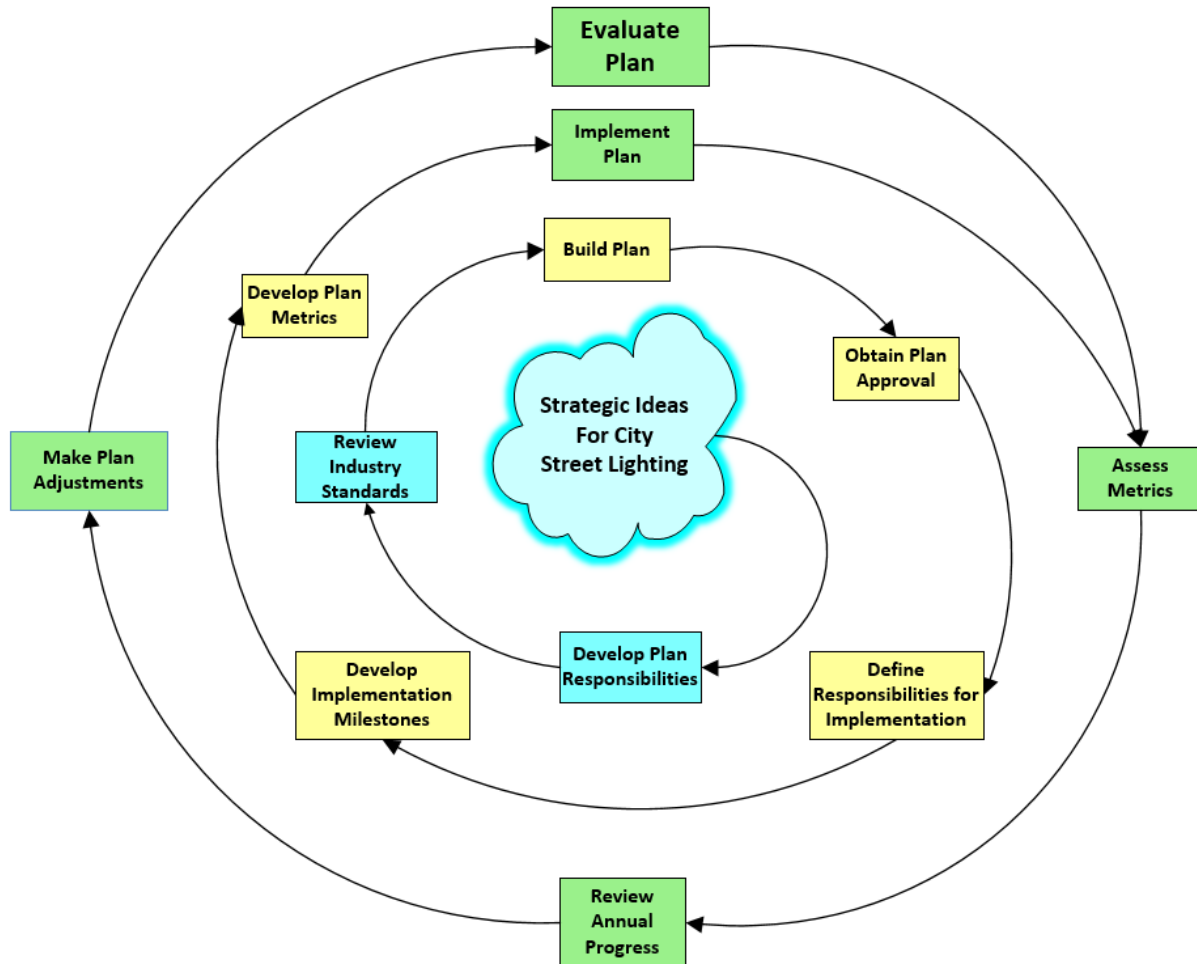 Evaluate
Plan
Implement
Plan
Build Plan
Develop Plan
Metrics
Obtain Plan
Approval
Strategic Ideas
For City
Street Lighting
Review
Industry
Standards
Make Plan
Adjustments
Assess
Metrics
Develop Plan
Responsibilities
Develop
Implementation
Milestones
Define
Responsibilities for
Implementation
Review
Annual
Progress